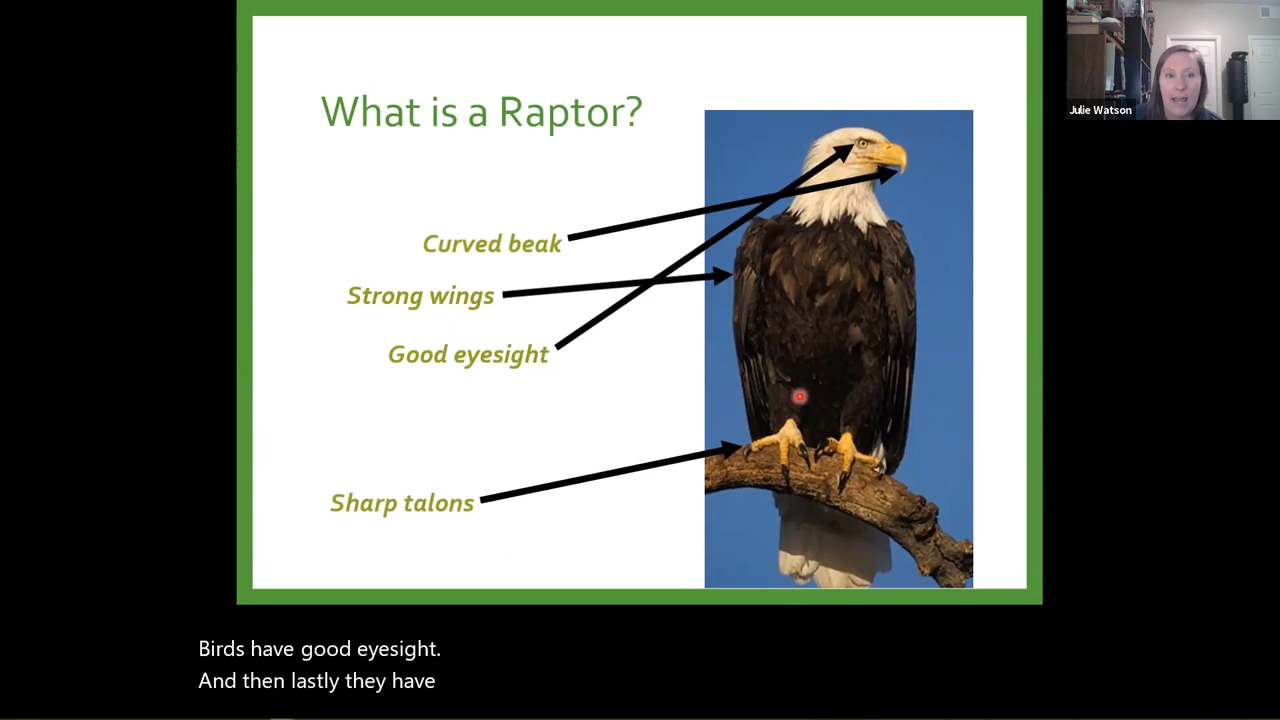 What is a Raptor?
Curved beak
Strong wings
Good eyesight
Sharp talons
Julie Watson
Birds have good eyesight.
And then lastly they have